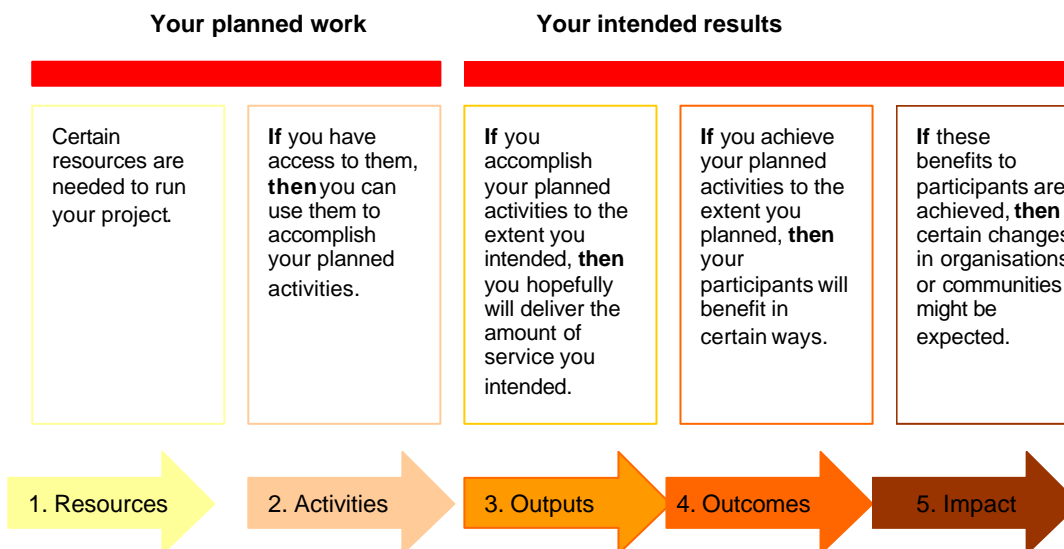 Your planned work
Your intended results
Certain
resources are
needed to run
your project.
If you have
access to them,
then you can
use them to
accomplish
your planned
activities.
If you
accomplish
your planned
activities to the
extent you
intended, then
you hopefully
will deliver the
amount of
service you
intended.
If you achieve
your planned
activities to the
extent you
planned, then
your
participants will
benefit in
certain ways.
If these
benefits to
participants are
achieved, then
certain changes
in organisations
or communities
might be
expected.
1. Resources
2. Activities
3. Outputs
4. Outcomes
5. Impact